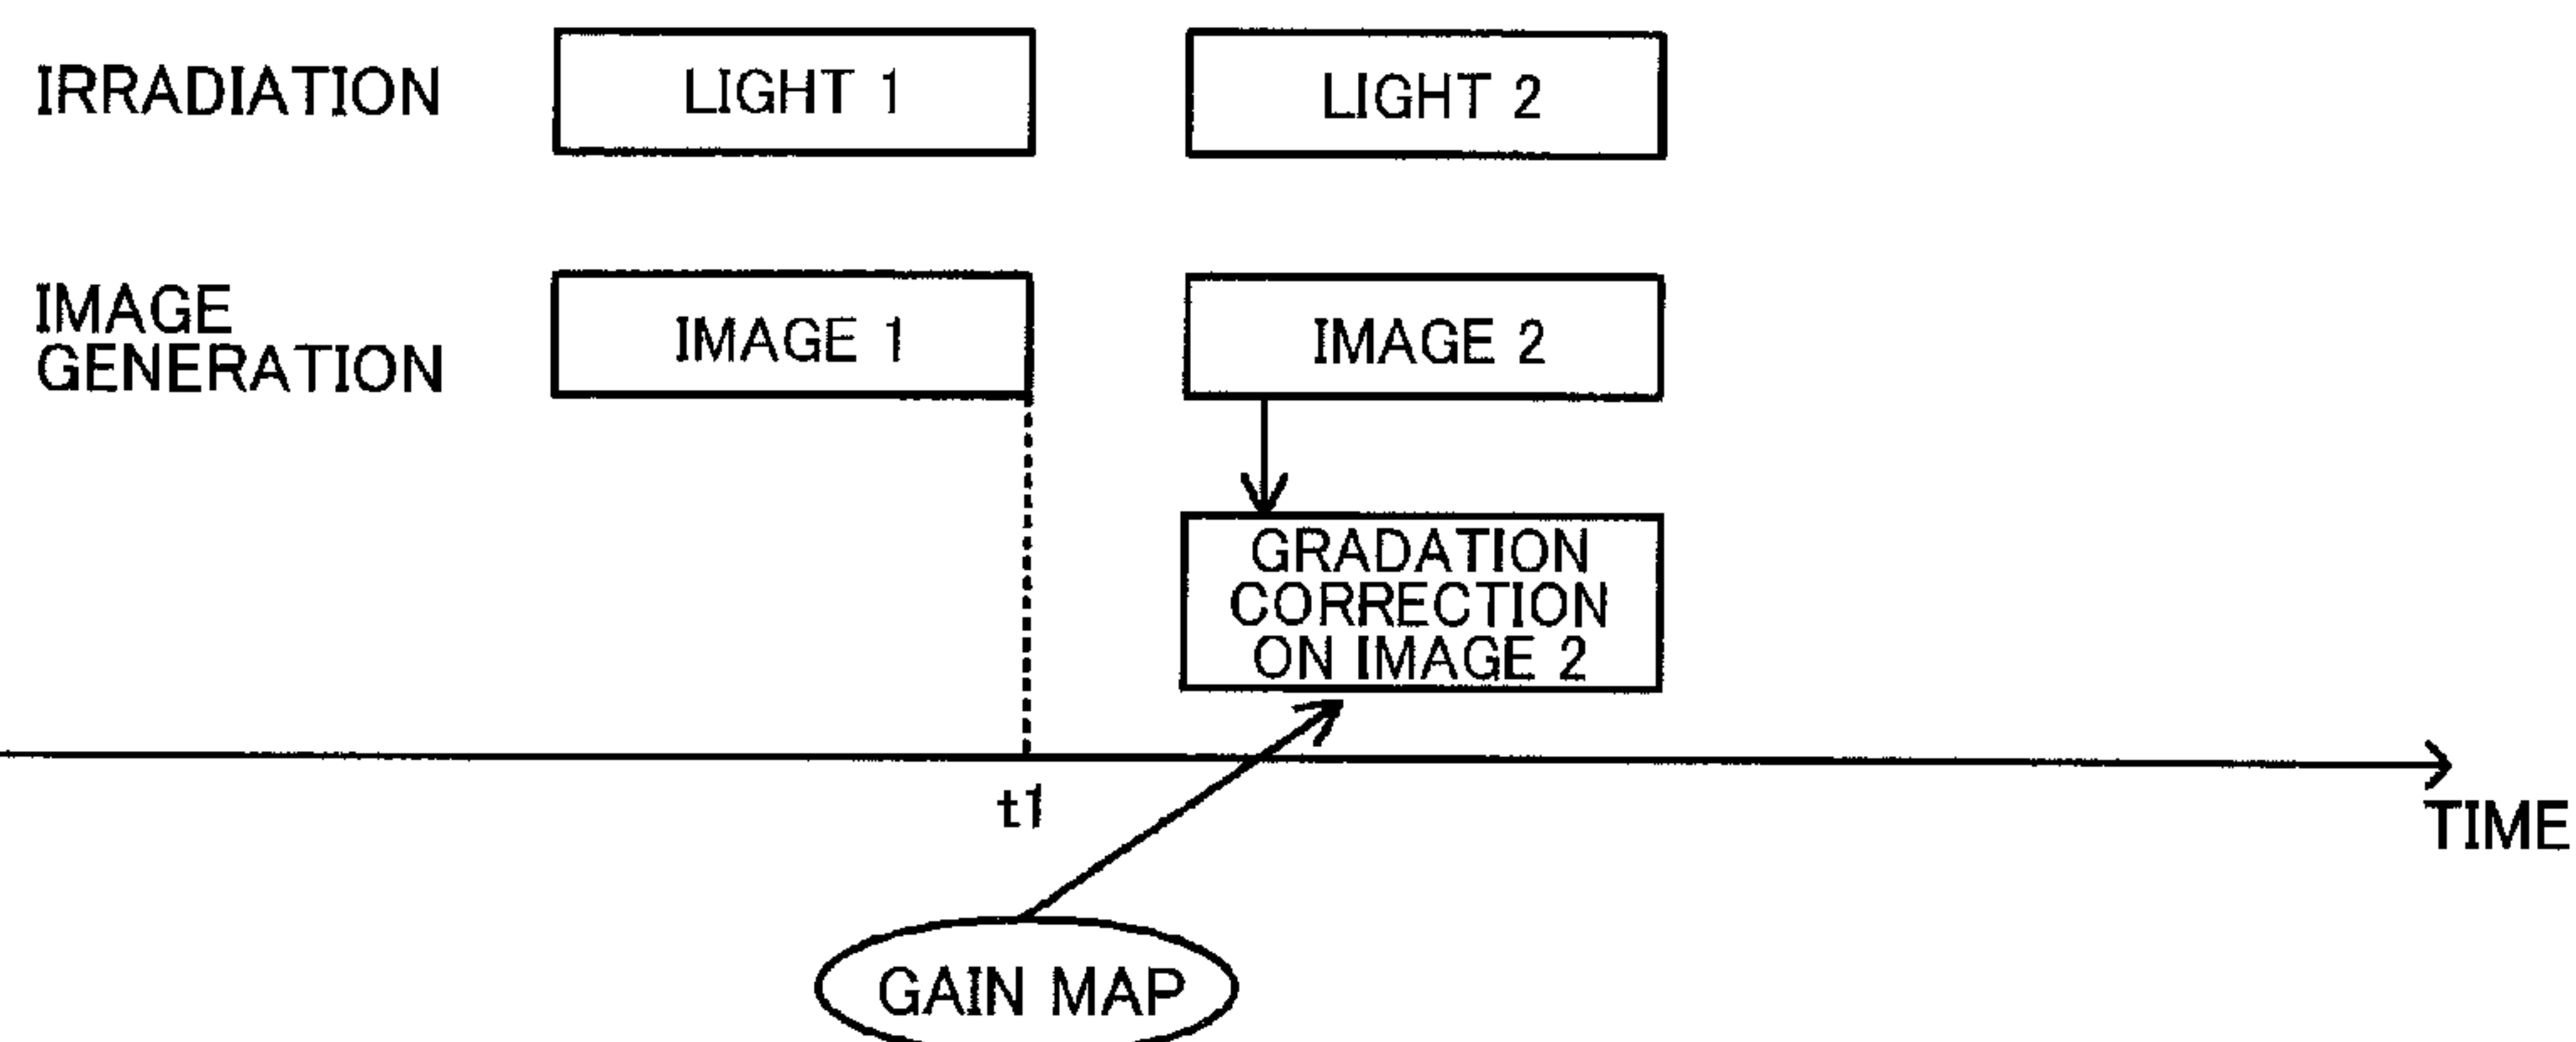 IRRADIATION
LIGHT 1
LIGHT 2
IMAGE
GENERATION
IMAGE 1
IMAGE 2
GRADATION
CORRECTION
ON IMAGE 2
t1
TIME
GAIN MAP